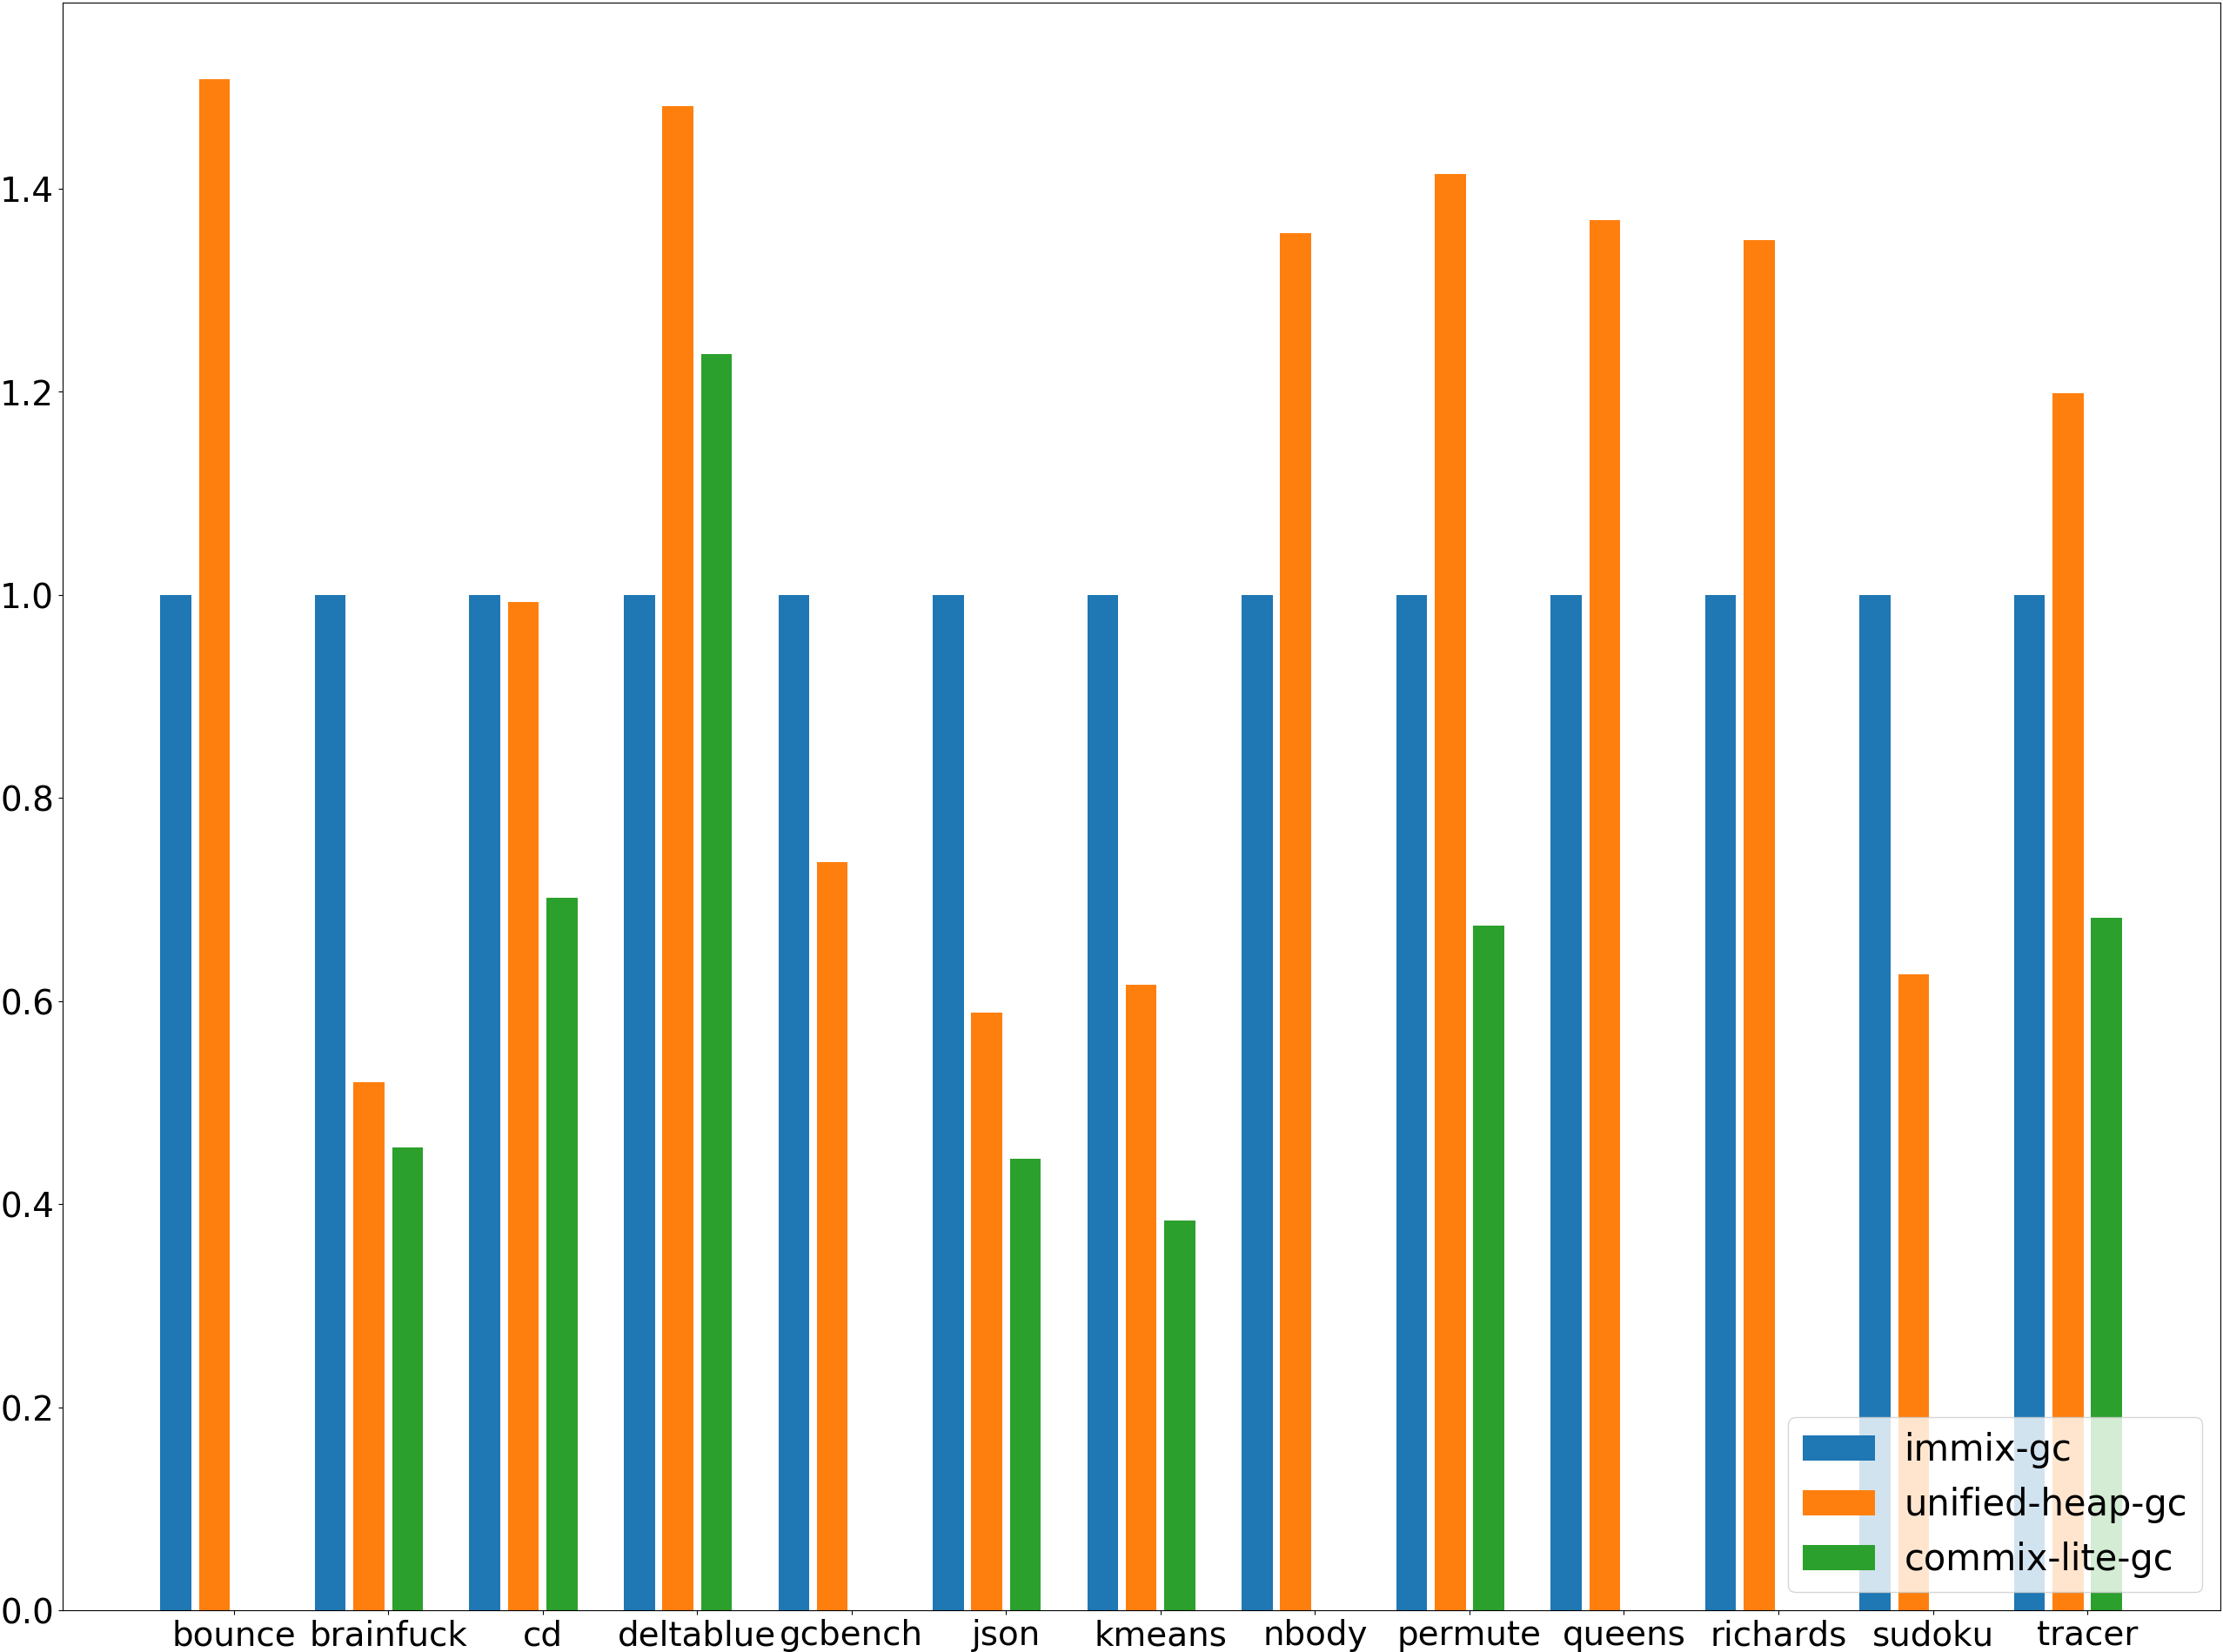 1.4
1.2
1.0
0.8
0.6
0.4
0.2
0.0
immix-gc
unified-heap-gc
commix-lite-gc
bounce brainfuck cd deltablue gcbench json kmeans nbody permute queens richards sudoku tracer